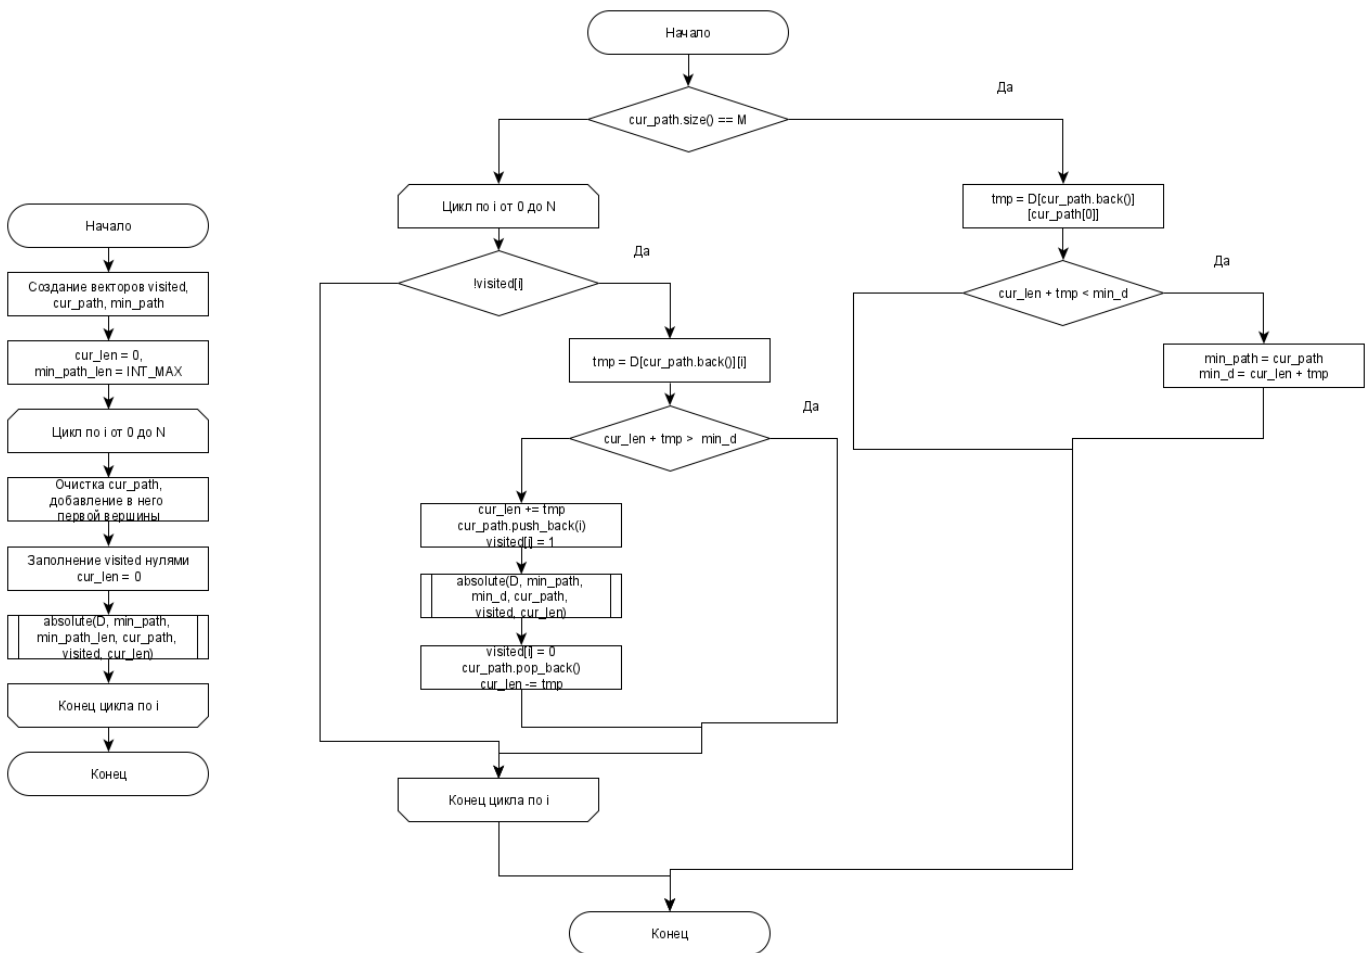 Начало
Создание векторов visited,
cur_path, min_path
cur_len = 0,
min_path_len = INT_MAX
Цикл по i от 0 до N
Очистка cur_path,
добавление в него
первой вершины
Заполнение visited нулями
cur_len = 0
absolute(D, min_path,
min_path_len, cur_path,
visited, cur_len)
Конец цикла по i
Конец
Начало
cur_path.size() == M
Да
Цикл по i от 0 до N
!visited[i]
Да
tmp = D[cur_path.back()][i]
cur_len + tmp > min_d
Да
cur_len += tmp
cur_path.push_back(i)
visited[i] = 1
absolute(D, min_path,
min_d, cur_path,
visited, cur_len)
visited[i] = 0
cur_path.pop_back()
cur_len -= tmp
Конец цикла по i
tmp = D[cur_path.back()]
[cur_path[0]]
cur_len + tmp < min_d
Да
min_path = cur_path
min_d = cur_len + tmp
Конец